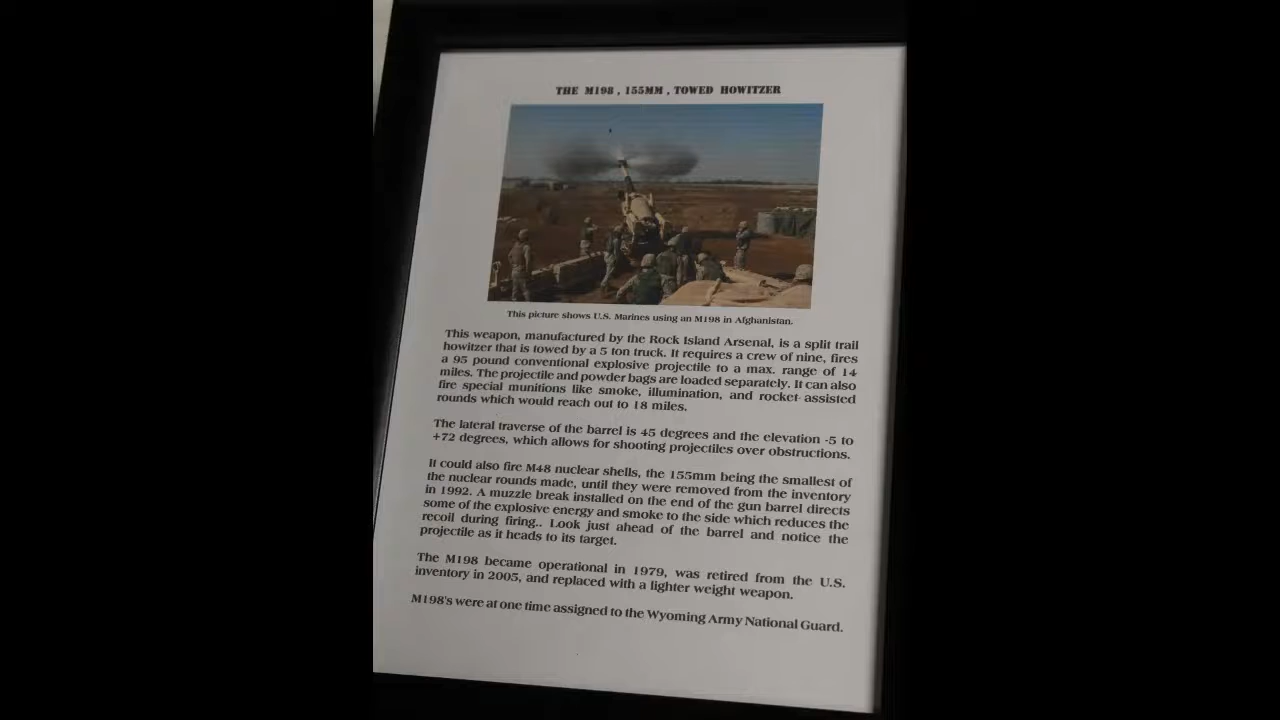 THE M198, 155MM, TOWED HOWITZER
This picture shows U.S. Marines using an M198 in Afghanistan.
This weapon, manufactured by the Rock Island Arsenal, is a split trail
howitzer that is towed by a 5 ton truck. It requires a crew of nine, fires
a 95 pound conventional explosive projectile to a max. range of 14
miles. The projectile and powder bags are loaded separately. It can also
fire special munitions like smoke, illumination, and rocket-assisted
rounds which would reach out to 18 miles.
The lateral traverse of the barrel is 45 degrees and the elevation -5 to
+72 degrees, which allows for shooting projectiles over obstructions.
It could also fire M48 nuclear shells, the 155mm being the smallest of
the nuclear rounds made, until they were removed from the inventory
in 1992. A muzzle break installed on the end of the gun barrel directs
some of the explosive energy and smoke to the side which reduces the
recoil during firing.. Look just ahead of the barrel and notice the
projectile as it heads to its target.
The M198 became operational in 1979, was retired from the U.S.
inventory in 2005, and replaced with a lighter weight weapon.
M198's were at one time assigned to the Wyoming Army National Guard.